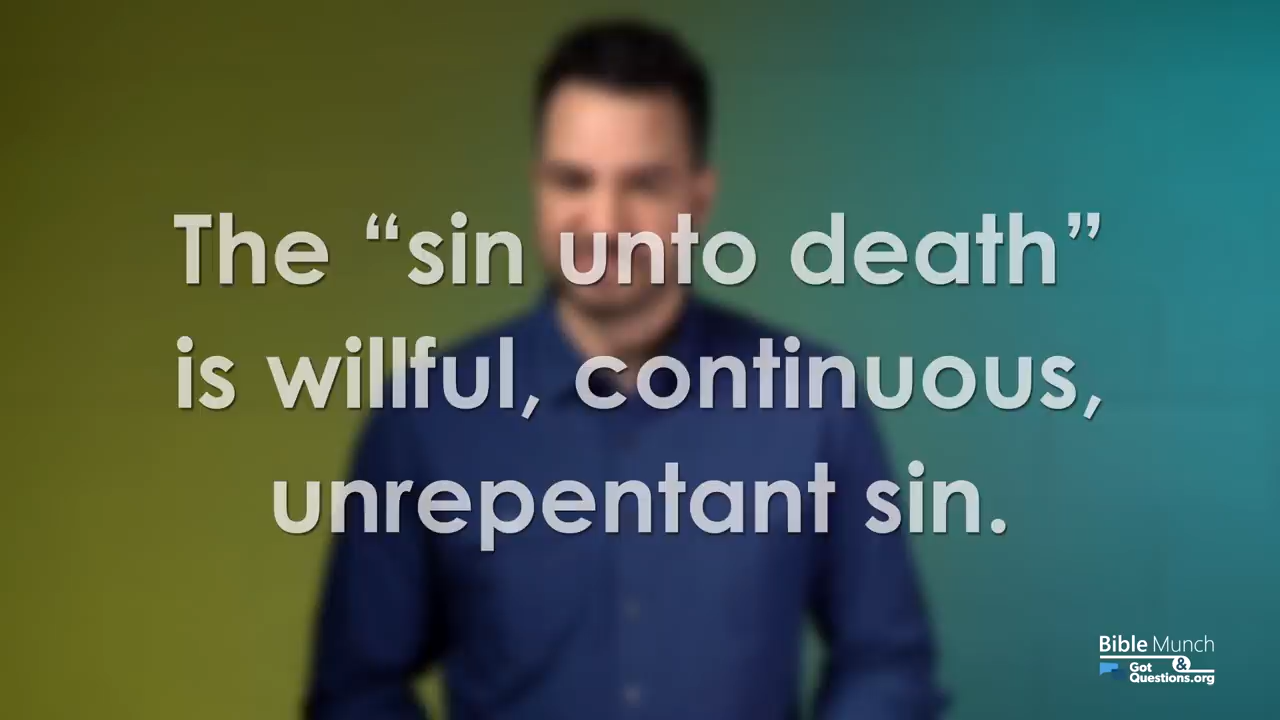 The “sin unto death”
is willful, continuous,
unrepentant sin.
Bible Munch
&
Got
Questions.org